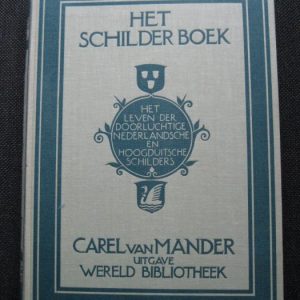 HET
SCHILDER BOEK
HET
LEVEN DER
DOORLUCHTIGE
NEDERLANDSCHE
EN
HOOGDUITSCHE
SCHILDERS
CAREL van MANDER
UITGAVE
WERELD BIBLIOTHEEK